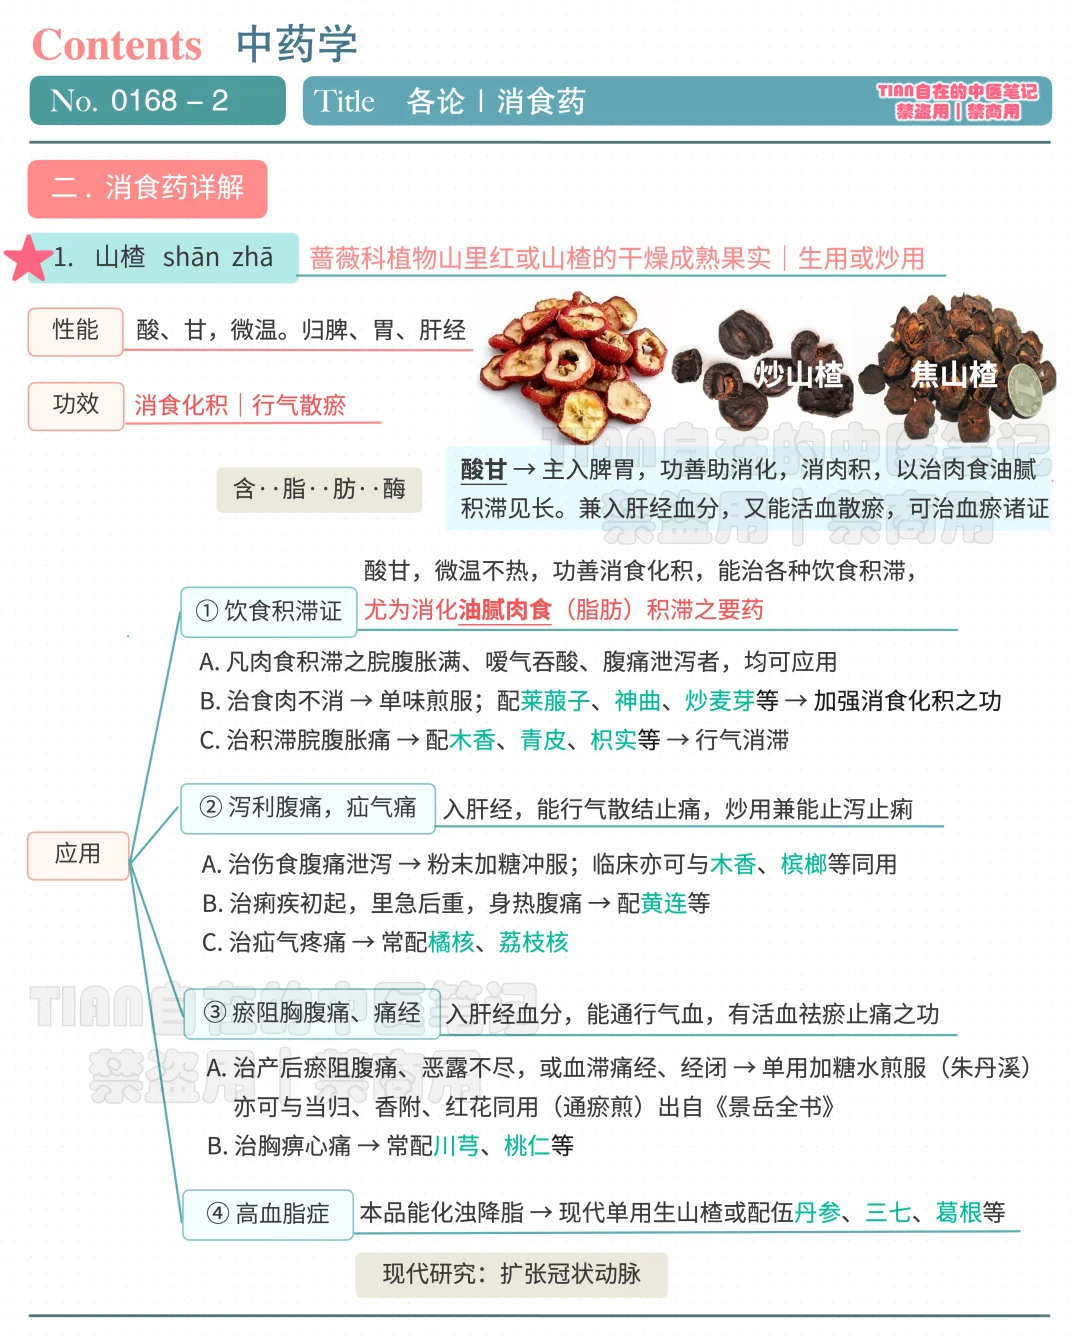 Contents 中药学
No. 0168 – 2
Title 各论 | 消食药
TIAN自在的中医笔记
禁盗用 | 禁商用
二 . 消食药详解
1. 山楂 shān zhā
蔷薇科植物山里红或山楂的干燥成熟果实｜生用或炒用
性能
酸、甘，微温。归脾、胃、肝经
炒山楂
焦山楂
功效
消食化积｜行气散瘀
TIAN自在的中医笔记
禁盗用 | 禁商用
含··脂··肪··酶
酸甘 → 主入脾胃，功善助消化，消肉积，以治肉食油腻
积滞见长。兼入肝经血分，又能活血散瘀，可治血瘀诸证
应用
① 饮食积滞证
酸甘，微温不热，功善消食化积，能治各种饮食积滞，
尤为消化油腻肉食（脂肪）积滞之要药
A. 凡肉食积滞之脘腹胀满、嗳气吞酸、腹痛泄泻者，均可应用
B. 治食肉不消 → 单味煎服；配莱菔子、神曲、炒麦芽等 → 加强消食化积之功
C. 治积滞脘腹胀痛 → 配木香、青皮、枳实等 → 行气消滞
② 泻利腹痛，疝气痛
入肝经，能行气散结止痛，炒用兼能止泻止痢
A. 治伤食腹痛泄泻 → 粉末加糖冲服；临床亦可与木香、槟榔等同用
B. 治痢疾初起，里急后重，身热腹痛 → 配黄连等
C. 治疝气疼痛 → 常配橘核、荔枝核
TIAN自在的中医笔记
禁盗用 | 禁商用
③ 瘀阻胸腹痛、痛经
入肝经血分，能通行气血，有活血祛瘀止痛之功
A. 治产后瘀阻腹痛、恶露不尽，或血滞痛经、经闭 → 单用加糖水煎服（朱丹溪）
亦可与当归、香附、红花同用（通瘀煎）出自《景岳全书》
B. 治胸痹心痛 → 常配川芎、桃仁等
④ 高血脂症
本品能化浊降脂 → 现代单用生山楂或配伍丹参、三七、葛根等
现代研究：扩张冠状动脉